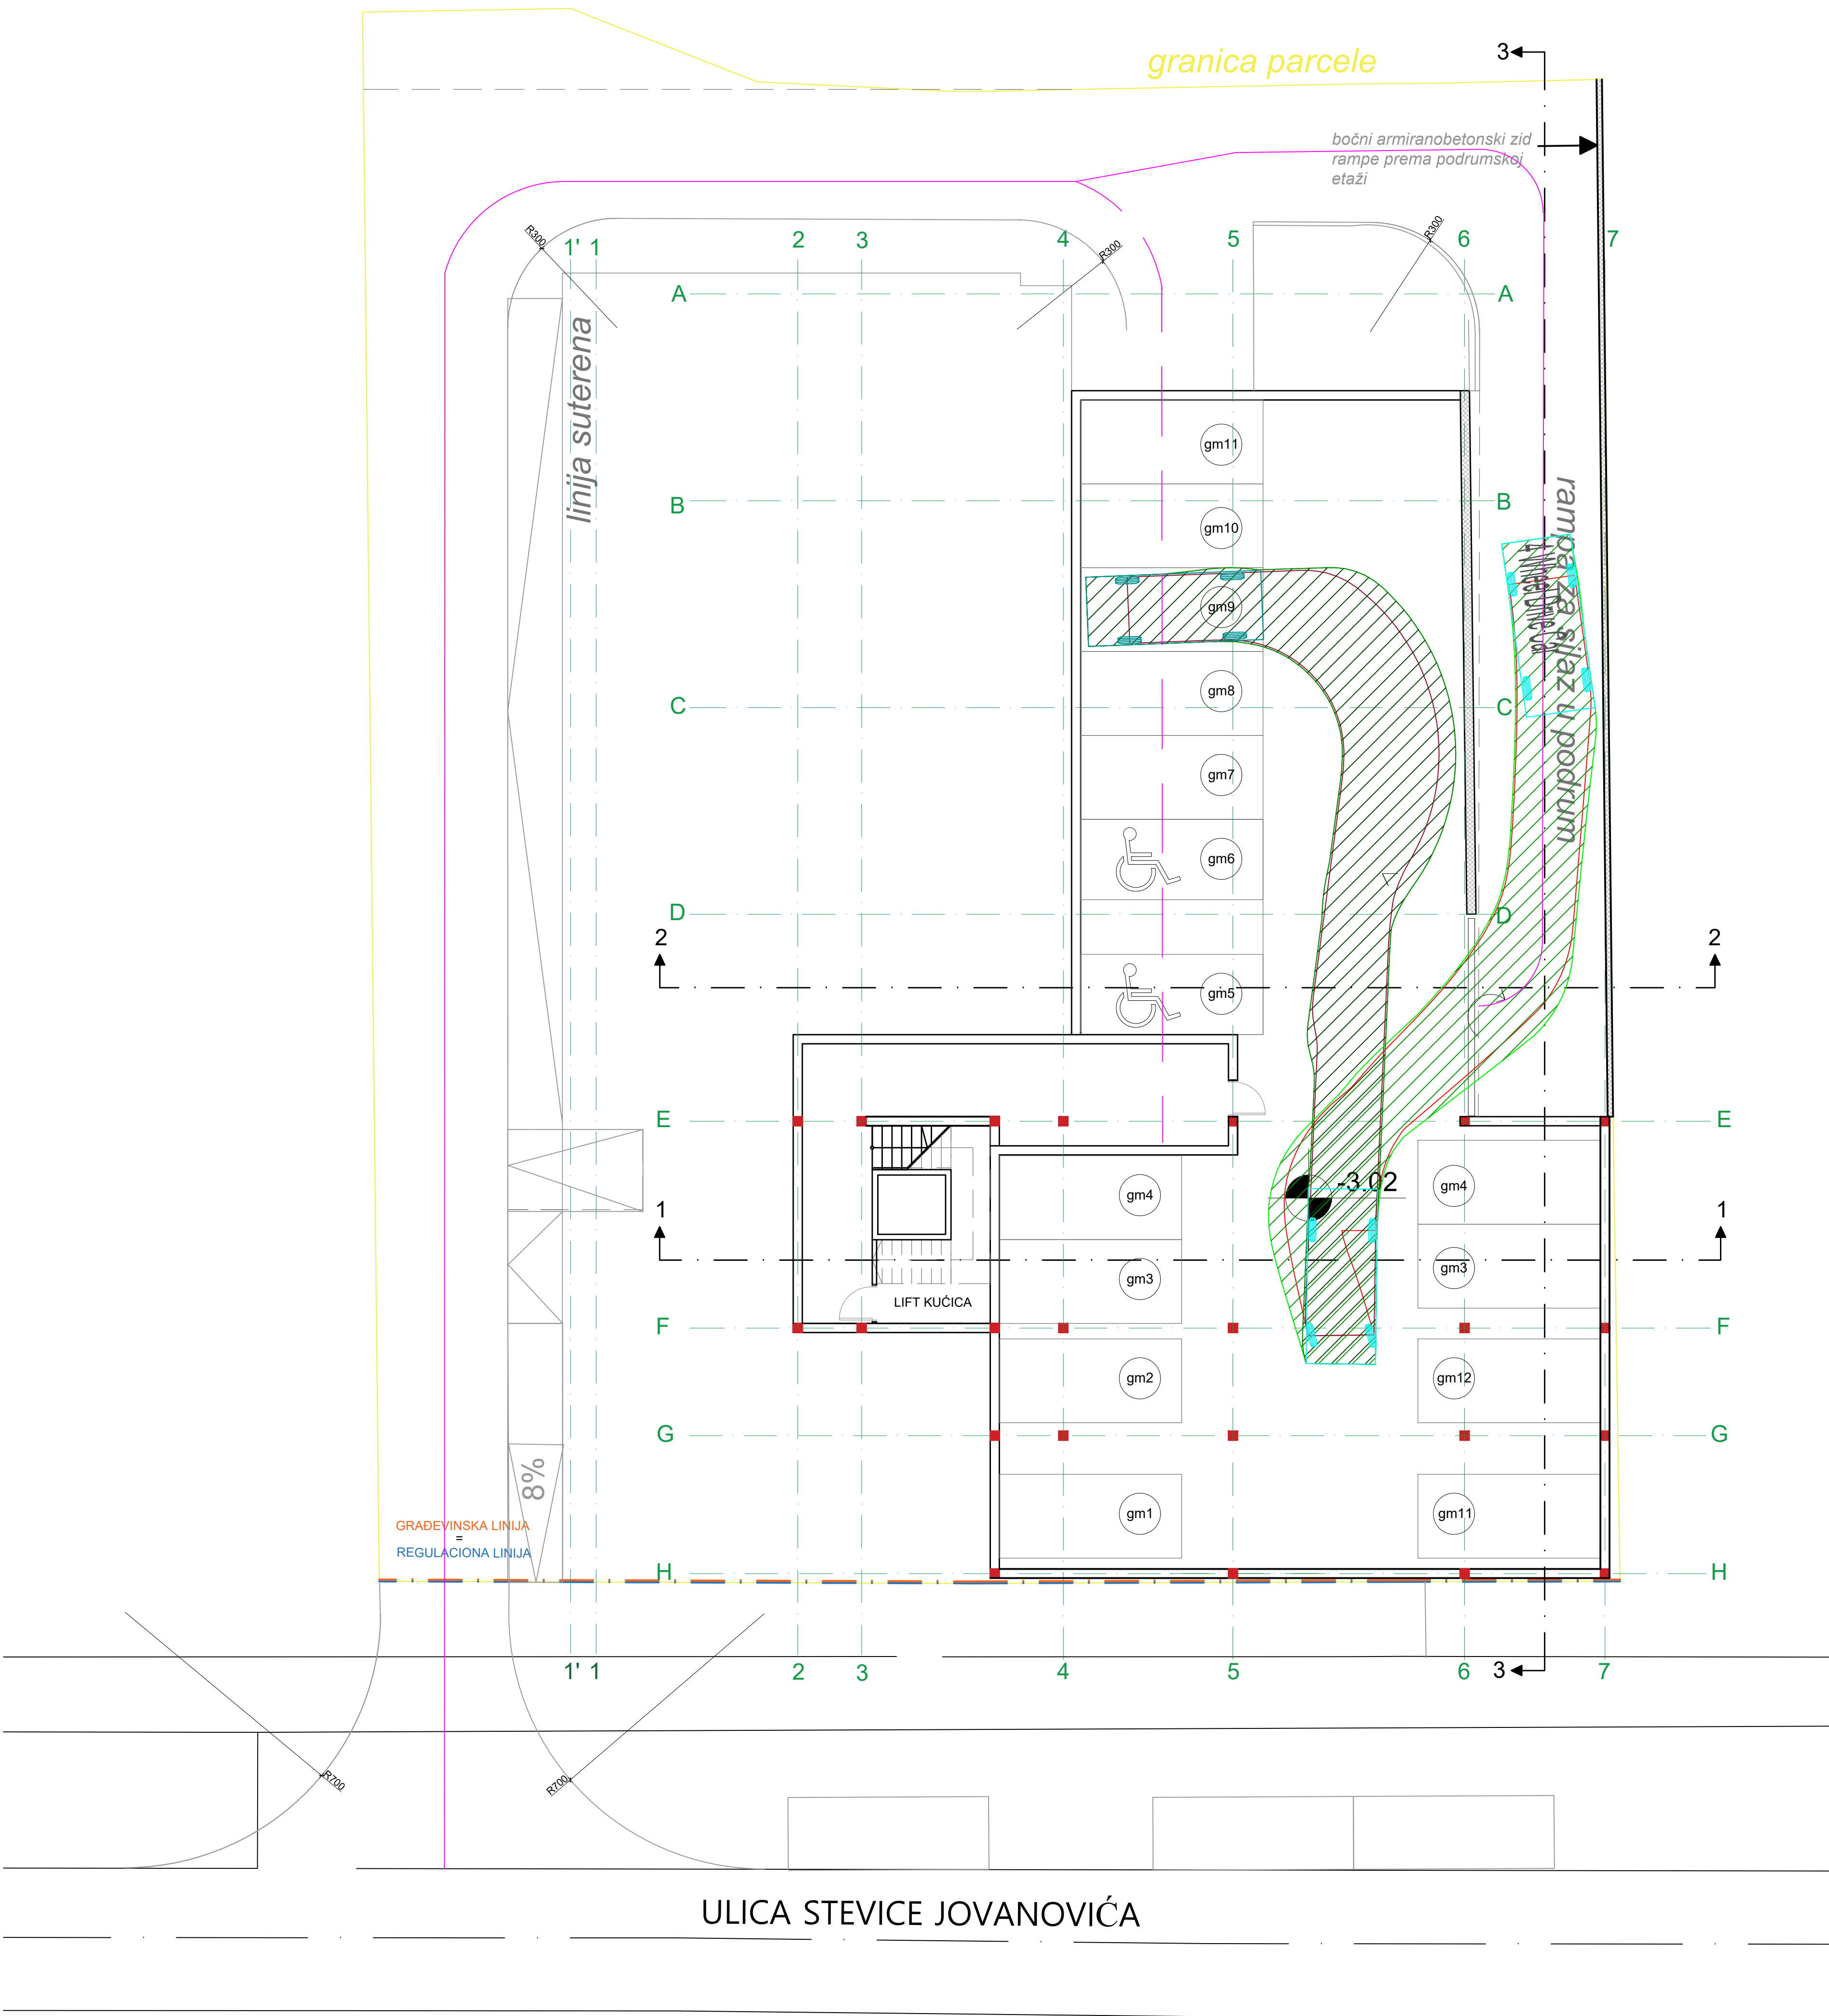 3
granica parcele
bočni armiranobetonski zid
rampe prema podrumskoj
etaži
R300
R300
R300
1' 1 2 3 4 5 6 7
A A
linija suterena
gm11
B B
gm10
rampa za silaz u podrum
gm9
C gm8 C
gm7
gm6
D D
2 2
gm5
E E
-3.02
gm4 gm4
1 1
gm3 gm3
LIFT KUĆICA
F F
gm2 gm12
G G
8%
gm1 gm11
GRAĐEVINSKA LINIJA
=
REGULACIONA LINIJA
H H
1' 1 2 3 4 5 6 3 7
R700
R700
ULICA STEVICE JOVANOVIĆA